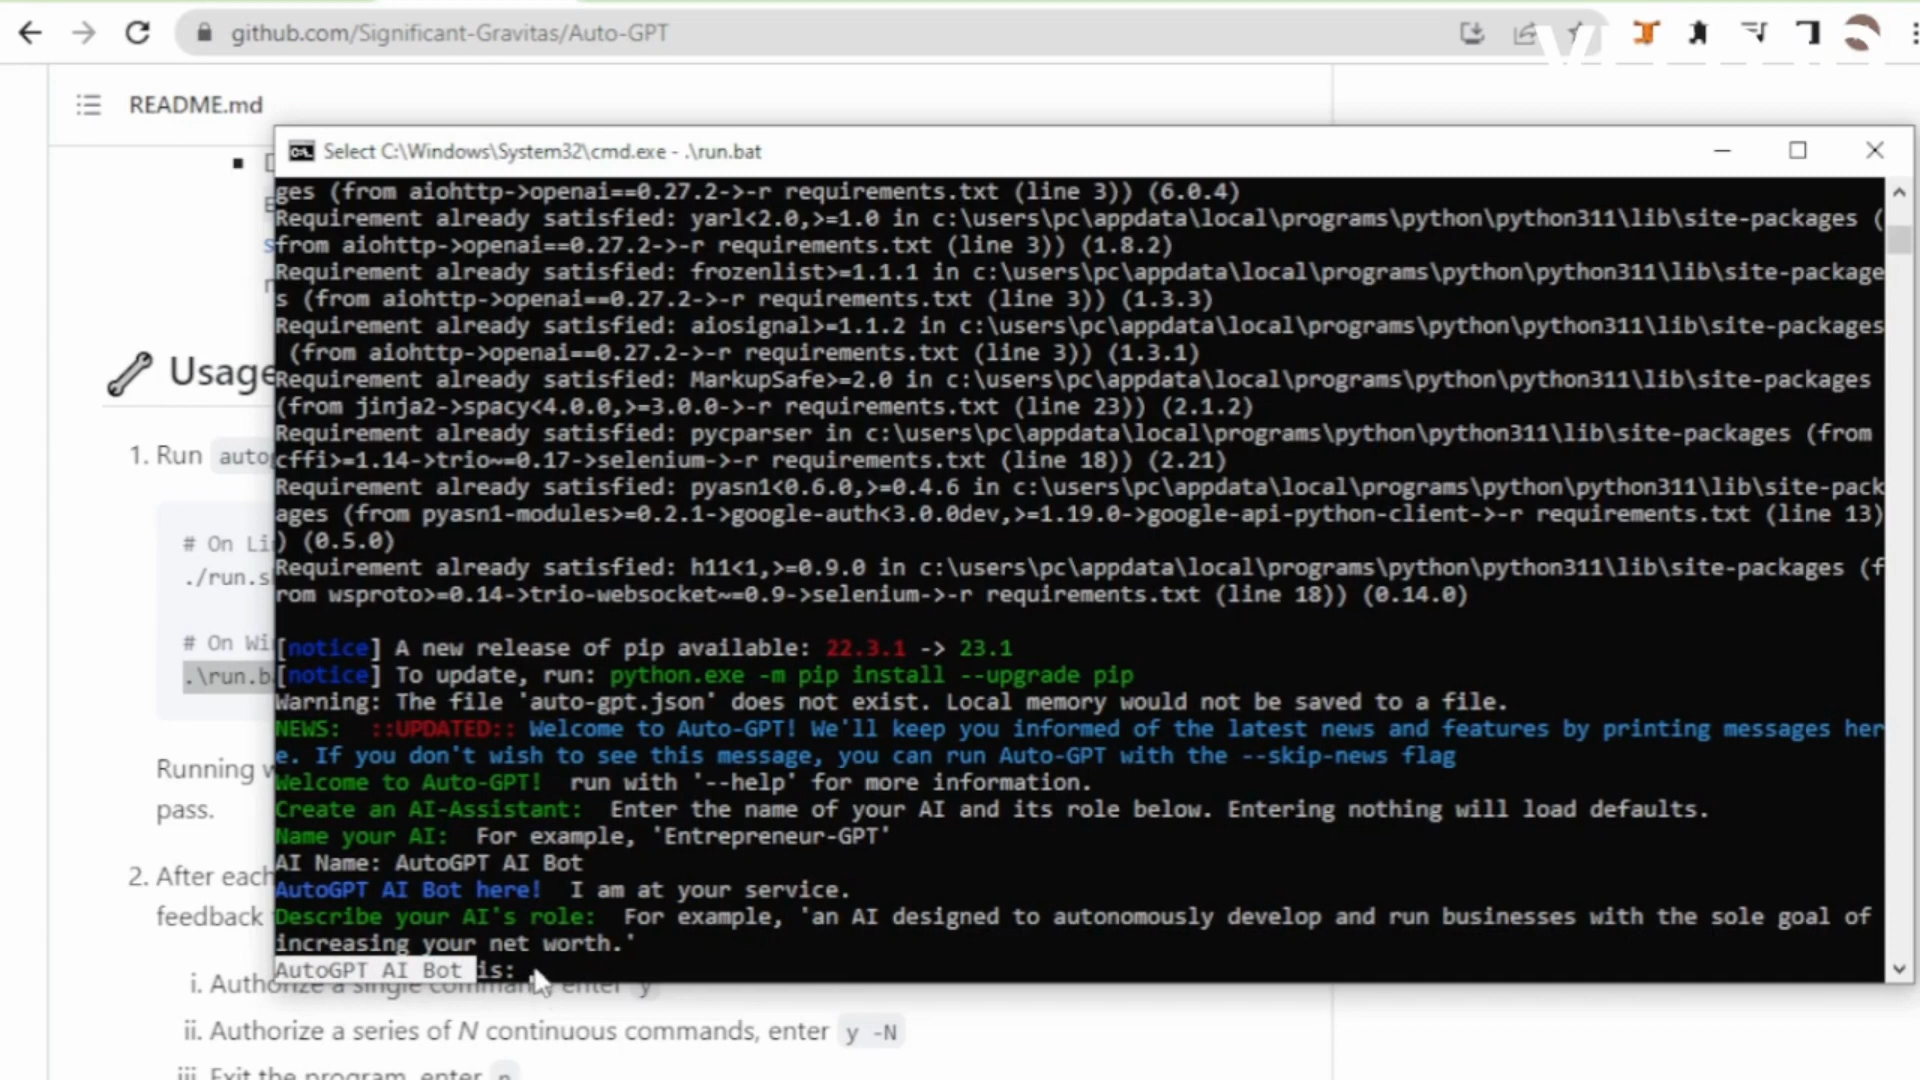 github.com/Significant-Gravitas/Auto-GPT
README.md
Select C:\Windows\System32\cmd.exe - .\run.bat
ges (from aiohttp->openai==0.27.2->-r requirements.txt (line 3)) (6.0.4)
Requirement already satisfied: yarl<2.0,>=1.0 in c:\users\pc\appdata\local\programs\python\python311\lib\site-packages (
from aiohttp->openai==0.27.2->-r requirements.txt (line 3)) (1.8.2)
Requirement already satisfied: frozenlist>=1.1.1 in c:\users\pc\appdata\local\programs\python\python311\lib\site-package
s (from aiohttp->openai==0.27.2->-r requirements.txt (line 3)) (1.3.3)
Requirement already satisfied: aiosignal>=1.1.2 in c:\users\pc\appdata\local\programs\python\python311\lib\site-packages
(from aiohttp->openai==0.27.2->-r requirements.txt (line 3)) (1.3.1)
Requirement already satisfied: MarkupSafe>=2.0 in c:\users\pc\appdata\local\programs\python\python311\lib\site-packages
(from jinja2->spacy<4.0.0,>=3.0.0->-r requirements.txt (line 23)) (2.1.2)
Requirement already satisfied: pycparser in c:\users\pc\appdata\local\programs\python\python311\lib\site-packages (from
cffi>=1.14->trio~=0.17->selenium->-r requirements.txt (line 18)) (2.21)
Requirement already satisfied: pyasn1<0.6.0,>=0.4.6 in c:\users\pc\appdata\local\programs\python\python311\lib\site-pack
ages (from pyasn1-modules>=0.2.1->google-auth<3.0.0dev,>=1.19.0->google-api-python-client->-r requirements.txt (line 13)
) (0.5.0)
Requirement already satisfied: h11<1,>=0.9.0 in c:\users\pc\appdata\local\programs\python\python311\lib\site-packages (f
rom wsproto>=0.14->trio-websocket~=0.9->selenium->-r requirements.txt (line 18)) (0.14.0)
[notice] A new release of pip available: 22.3.1 -> 23.1
[notice] To update, run: python.exe -m pip install --upgrade pip
Warning: The file 'auto-gpt.json' does not exist. Local memory would not be saved to a file.
NEWS: ::UPDATED:: Welcome to Auto-GPT! We'll keep you informed of the latest news and features by printing messages her
e. If you don't wish to see this message, you can run Auto-GPT with the --skip-news flag
Welcome to Auto-GPT! run with '--help' for more information.
Create an AI-Assistant: Enter the name of your AI and its role below. Entering nothing will load defaults.
Name your AI: For example, 'Entrepreneur-GPT'
AI Name: AutoGPT AI Bot
AutoGPT AI Bot here! I am at your service.
Describe your AI's role: For example, 'an AI designed to autonomously develop and run businesses with the sole goal of
increasing your net worth.'
AutoGPT AI Bot is:
Usage
1. Run auto
# On Li
./run.s
# On Wi
.\run.b
Running
pass.
2. After each
feedback
i. Authorize a single command, enter y
ii. Authorize a series of N continuous commands, enter y -N
iii. Exit the program, enter n